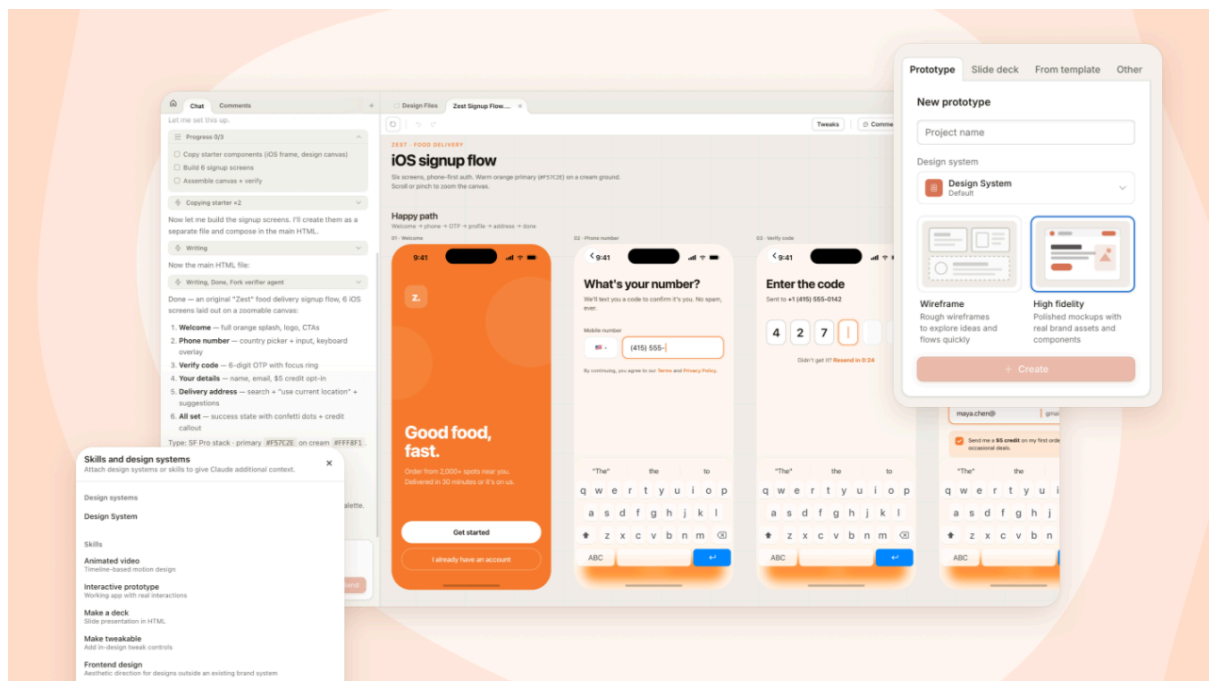 Chat
Comments
+
Let me set this up.
Progress 0/3
Copy starter components (iOS frame, design canvas)
Build 6 signup screens
Assemble canvas + verify
Copying starter ×2
Now let me build the signup screens. I'll create them as a
separate file and compose in the main HTML.
Writing
Now the main HTML file:
Writing, Done, Fork verifier agent
Done — an original "Zest" food delivery signup flow, 6 iOS
screens laid out on a zoomable canvas:
1. Welcome — full orange splash, logo, CTAs
2. Phone number — country picker + input, keyboard
overlay
3. Verify code — 6-digit OTP with focus ring
4. Your details — name, email, $5 credit opt-in
5. Delivery address — search + "use current location" +
suggestions
6. All set — success state with confetti dots + credit
callout
Type: SF Pro stack · primary #F57C2E on cream #FFF8F1
alette.
Send
Skills and design systems
Attach design systems or skills to give Claude additional context.
Design systems
Design System
Skills
Animated video
Timeline-based motion design
Interactive prototype
Working app with real interactions
Make a deck
Slide presentation in HTML
Make tweakable
Add in-design tweak controls
Frontend design
Aesthetic direction for designs outside an existing brand system
Design Files
Zest Signup Flow....
Tweaks
Comme
ZEST · FOOD DELIVERY
iOS signup flow
Six screens, phone-first auth. Warm orange primary (#F57C2E) on a cream ground.
Scroll or pinch to zoom the canvas.
Happy path
Welcome → phone → OTP → profile → address → done
01 · Welcome
9:41
z.
Good food,
fast.
Order from 2,000+ spots near you.
Delivered in 30 minutes or it's on us.
Get started
I already have an account
02 · Phone number
9:41
What's your number?
We'll text you a code to confirm it's you. No spam,
ever.
Mobile number
(415) 555-
By continuing, you agree to our Terms and Privacy Policy.
"The" the to
q w e r t y u i o p
a s d f g h j k l
z x c v b n m
ABC
03 · Verify code
9:41
Enter the code
Sent to +1 (415) 555-0142
4 2 7
Didn't get it? Resend in 0:24
"The" the to
q w e r t y u i o p
a s d f g h j k l
z x c v b n m
ABC
maya.chen@ gma
Send me a $5 credit on my first orde
occasional deals.
"The" the
q w e r t y u i
a s d f g h j
z x c v b n
ABC
Prototype
Slide deck
From template
Other
New prototype
Project name
Design system
Design System
Default
Wireframe
Rough wireframes
to explore ideas and
flows quickly
High fidelity
Polished mockups with
real brand assets and
components
+ Create